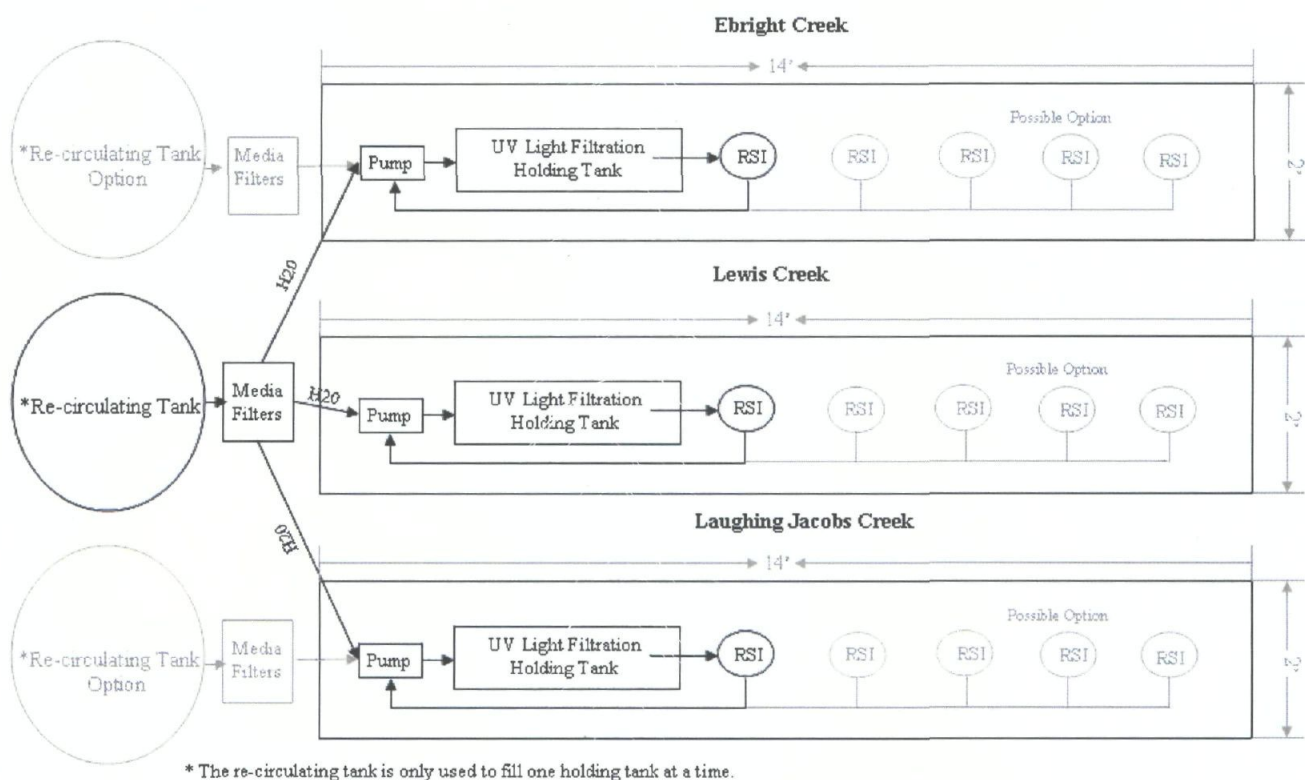 Ebright Creek
14'
*Re-circulating Tank
Option
Media
Filters
Pump
UV Light Filtration
Holding Tank
RSI
Possible Option
RSI
RSI
RSI
RSI
2'
H20
Lewis Creek
14'
*Re-circulating Tank
Media
Filters
H20
Pump
UV Light Filtration
Holding Tank
RSI
Possible Option
RSI
RSI
RSI
RSI
2'
H20
Laughing Jacobs Creek
14'
*Re-circulating Tank
Option
Media
Filters
Pump
UV Light Filtration
Holding Tank
RSI
Possible Option
RSI
RSI
RSI
RSI
2'
* The re-circulating tank is only used to fill one holding tank at a time.